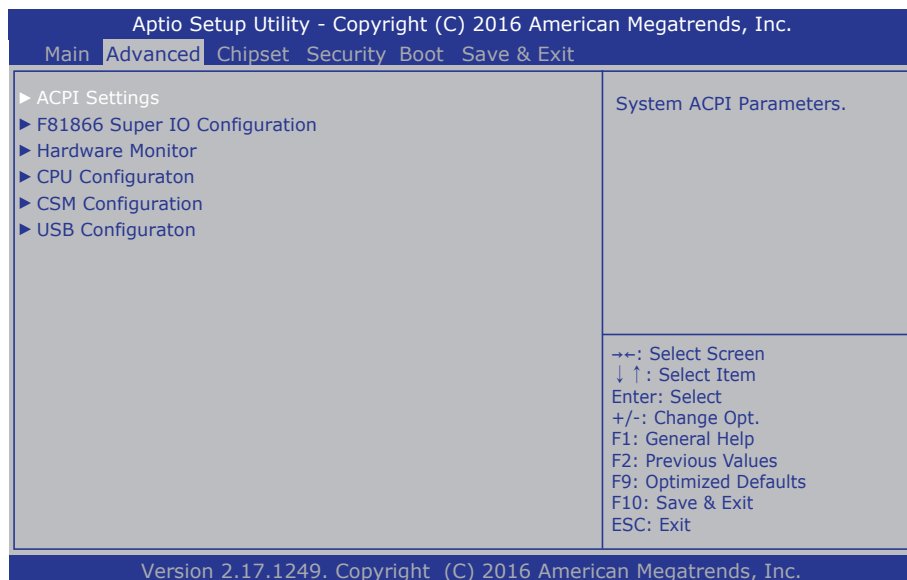 Aptio Setup Utility - Copyright (C) 2016 American Megatrends, Inc.
Main Advanced Chipset Security Boot Save & Exit
► ACPI Settings
► F81866 Super IO Configuration
► Hardware Monitor
► CPU Configuraton
► CSM Configuration
► USB Configuraton
System ACPI Parameters.
→←: Select Screen
↓↑: Select Item
Enter: Select
+/-: Change Opt.
F1: General Help
F2: Previous Values
F9: Optimized Defaults
F10: Save & Exit
ESC: Exit
Version 2.17.1249. Copyright (C) 2016 American Megatrends, Inc.